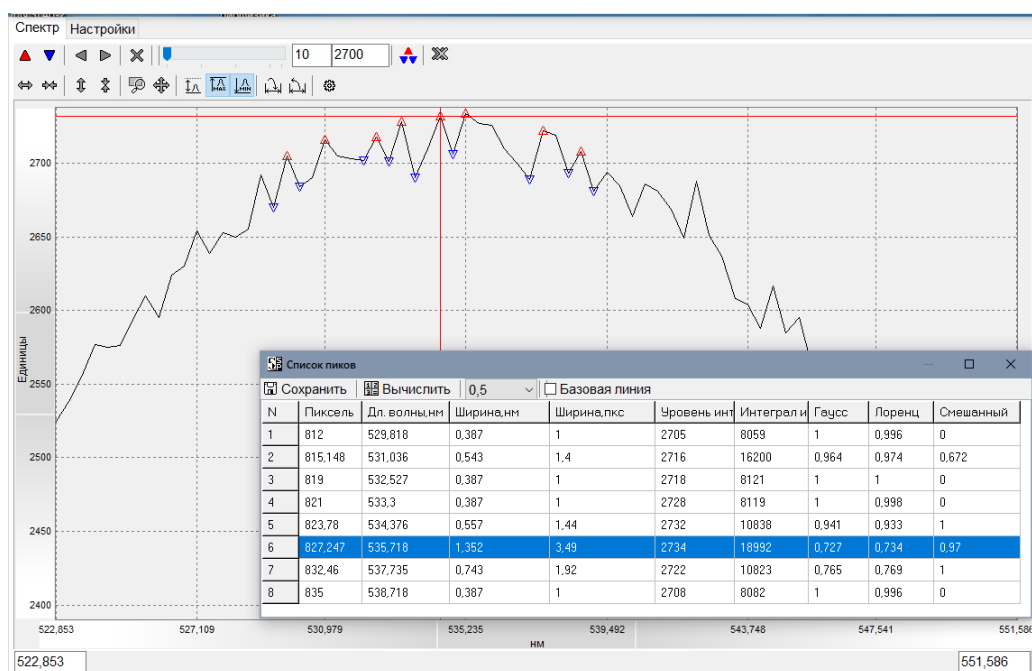 Спектр Настройки
10 2700
2700
2650
2600
2550
2500
2450
2400
Единицы
522,853 527,109 530,979 535,235 539,492 543,748 547,541 551,586
нм
522,853 551,586
Список пиков
Сохранить Вычислить 0,5 Базовая линия
N Пиксель Дл. волны,нм Ширина,нм Ширина,пкс Уровень инт Интеграл и Гаусс Лоренц Смешанный
1 812 529,818 0,387 1 2705 8059 1 0,996 0
2 815,148 531,036 0,543 1,4 2716 16200 0,964 0,974 0,672
3 819 532,527 0,387 1 2718 8121 1 1 0
4 821 533,3 0,387 1 2728 8119 1 0,998 0
5 823,78 534,376 0,557 1,44 2732 10838 0,941 0,933 1
6 827,247 535,718 1,352 3,49 2734 18992 0,727 0,734 0,97
7 832,46 537,735 0,743 1,92 2722 10823 0,765 0,769 1
8 835 538,718 0,387 1 2708 8082 1 0,996 0